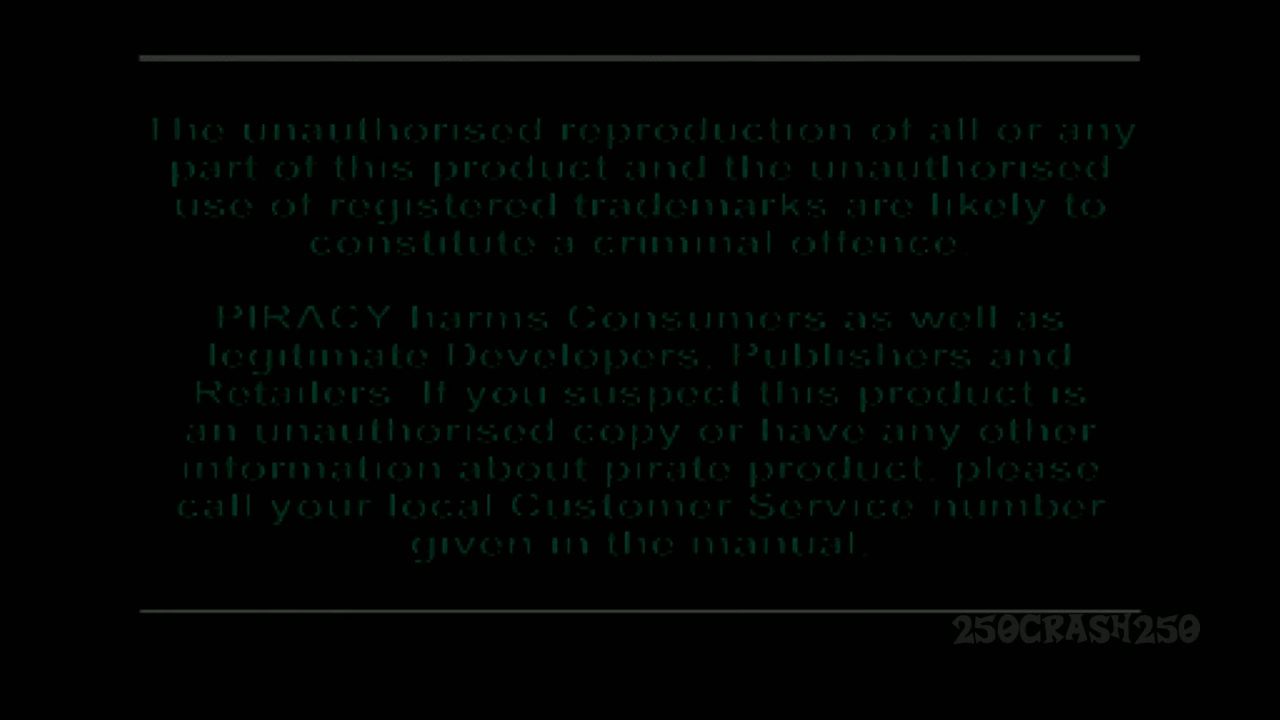 The unauthorised reproduction of all or any
part of this product and the unauthorised
use of registered trademarks are likely to
constitute a criminal offence.
PIRACY harms Consumers as well as
legitimate Developers, Publishers and
Retailers. If you suspect this product is
an unauthorised copy or have any other
information about pirate product, please
call your local Customer Service number
given in the manual.
250CRASH250